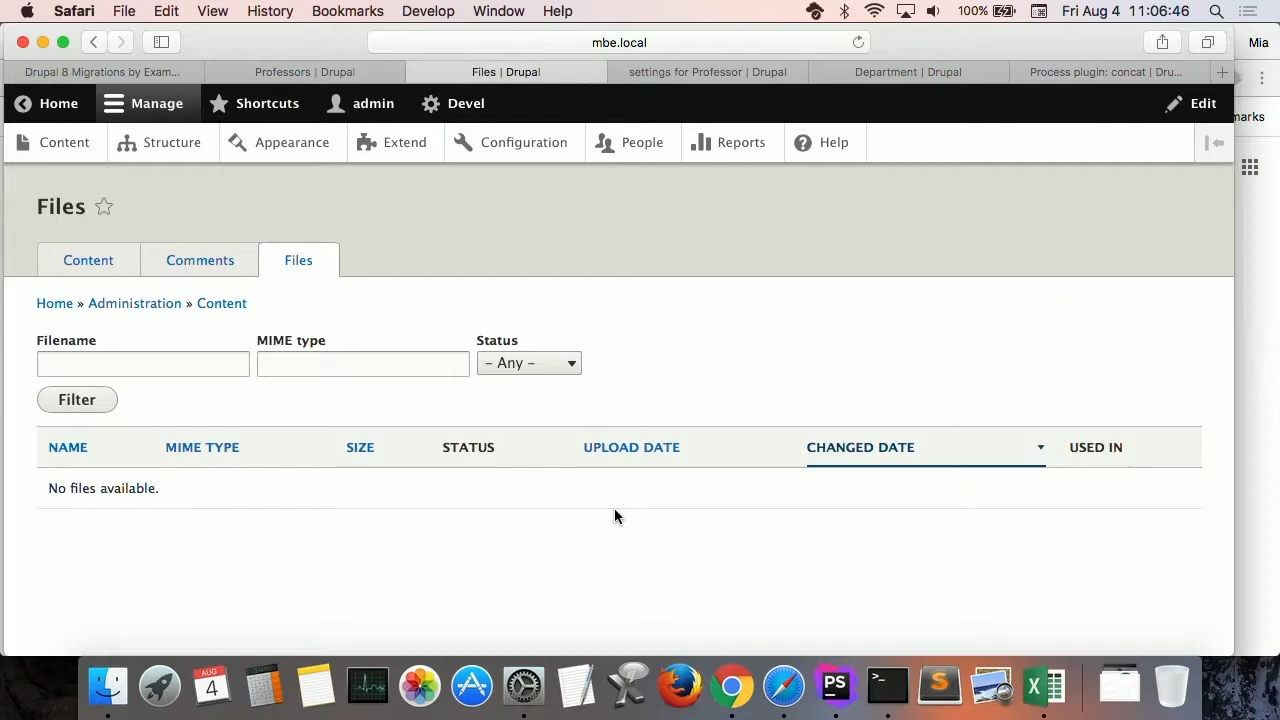 Safari File Edit View History Bookmarks Develop Window Help 100% Fri Aug 4 11:06:46
mbe.local Mia
Drupal 8 Migrations by Exam... Professors | Drupal Files | Drupal settings for Professor | Drupal Department | Drupal Process plugin: concat | Dru... +
Home Manage Shortcuts admin Devel Edit
marks
Content Structure Appearance Extend Configuration People Reports Help
Files
Content Comments Files
Home » Administration » Content
Filename MIME type Status
– Any –
Filter
NAME MIME TYPE SIZE STATUS UPLOAD DATE CHANGED DATE USED IN
No files available.
AUG
4
PS >_ S